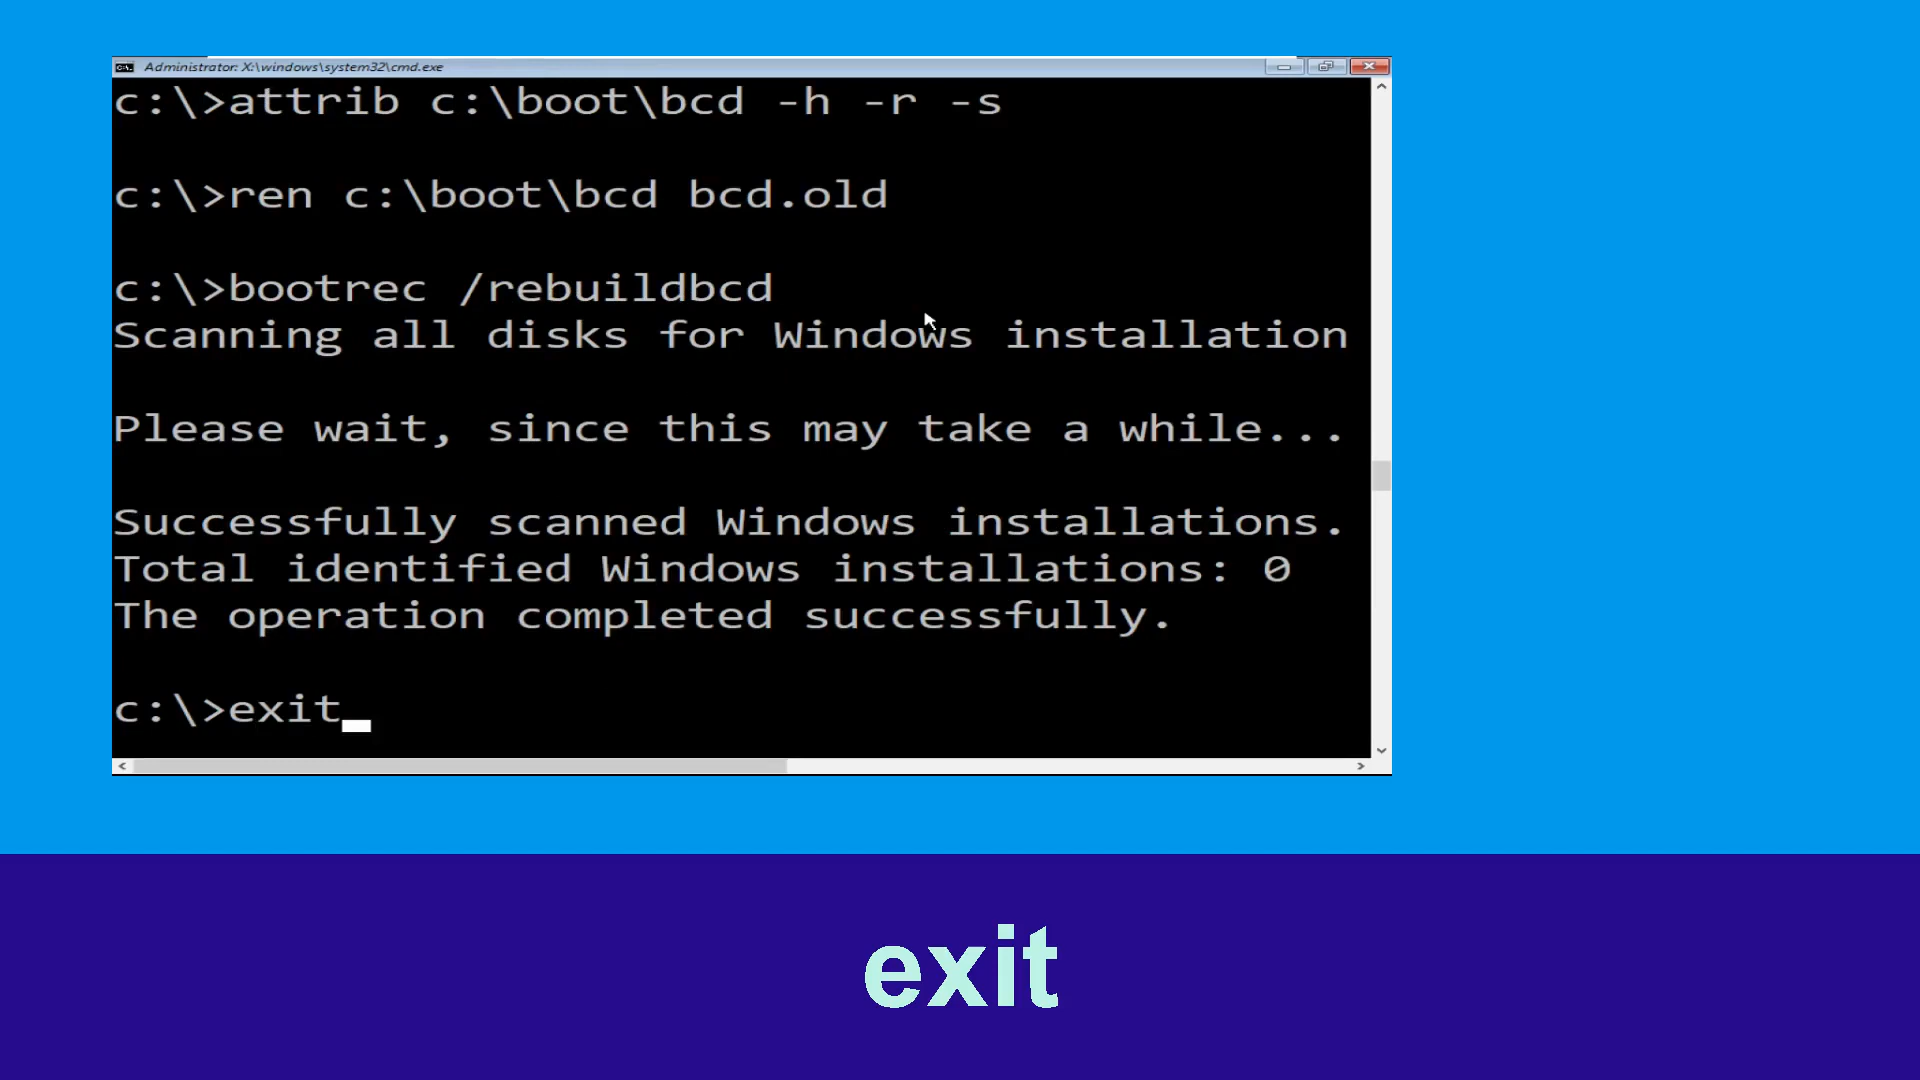 Administrator: X:\windows\system32\cmd.exe
c:\>attrib c:\boot\bcd -h -r -s
c:\>ren c:\boot\bcd bcd.old
c:\>bootrec /rebuildbcd
Scanning all disks for Windows installation
Please wait, since this may take a while...
Successfully scanned Windows installations.
Total identified Windows installations: 0
The operation completed successfully.
c:\>exit
exit